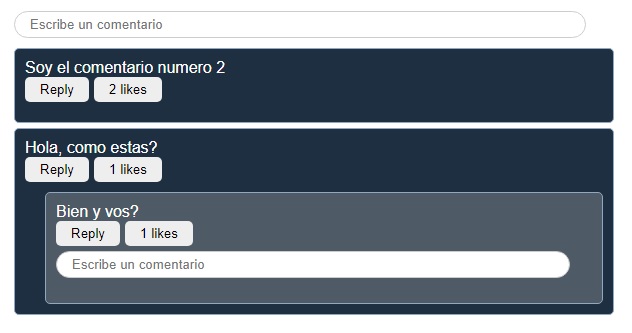 Escribe un comentario
Soy el comentario numero 2
Reply 2 likes
Hola, como estas?
Reply 1 likes
Bien y vos?
Reply 1 likes
Escribe un comentario